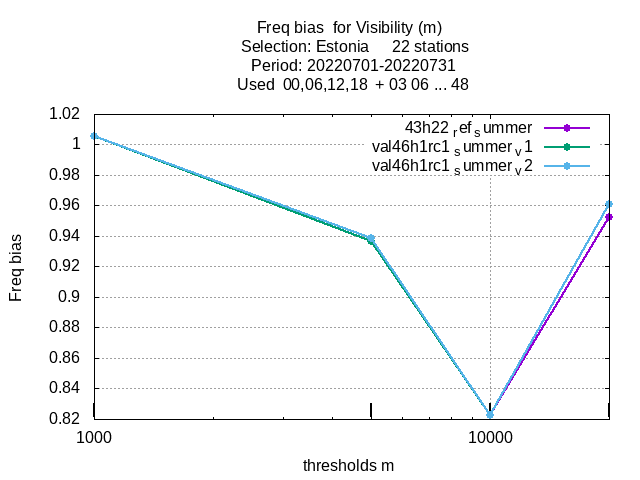 Freq bias  for Visibility (m)
Selection: Estonia     22 stations
Period: 20220701-20220731
Used  00,06,12,18  + 03 06 ... 48
1.02
1
0.98
0.96
0.94
0.92
0.9
0.88
0.86
0.84
0.82
Freq bias
43h22 ref summer
val46h1rc1 summer v1
val46h1rc1 summer v2
1000
10000
thresholds m